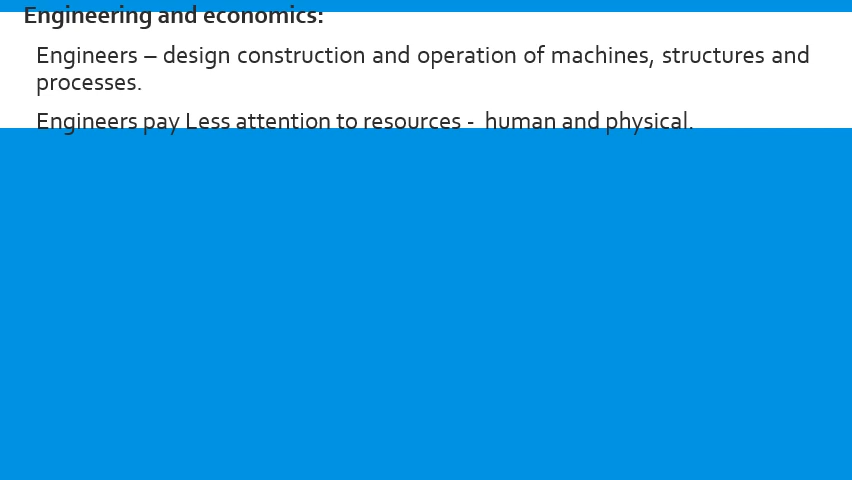 Engineering and economics:
Engineers – design construction and operation of machines, structures and
processes.
Engineers pay Less attention to resources -  human and physical.